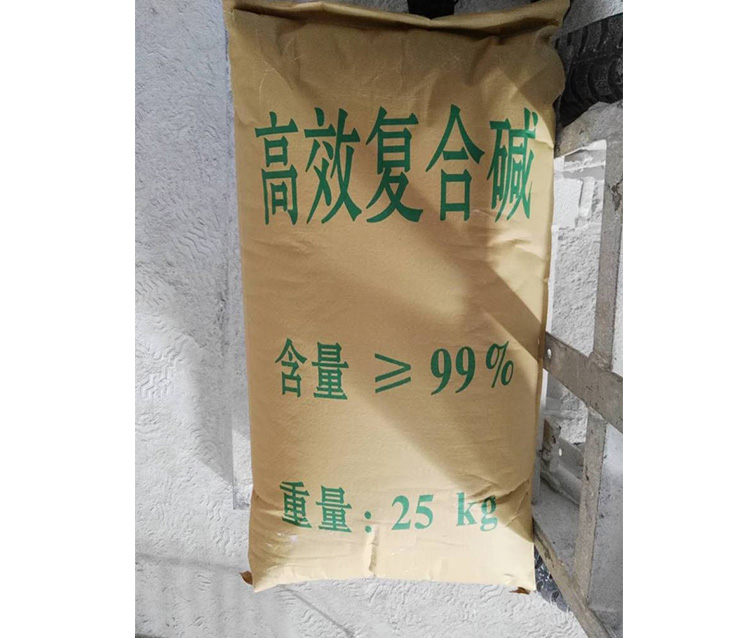 高效复合碱
含量 ≥ 99%
重量: 25 kg